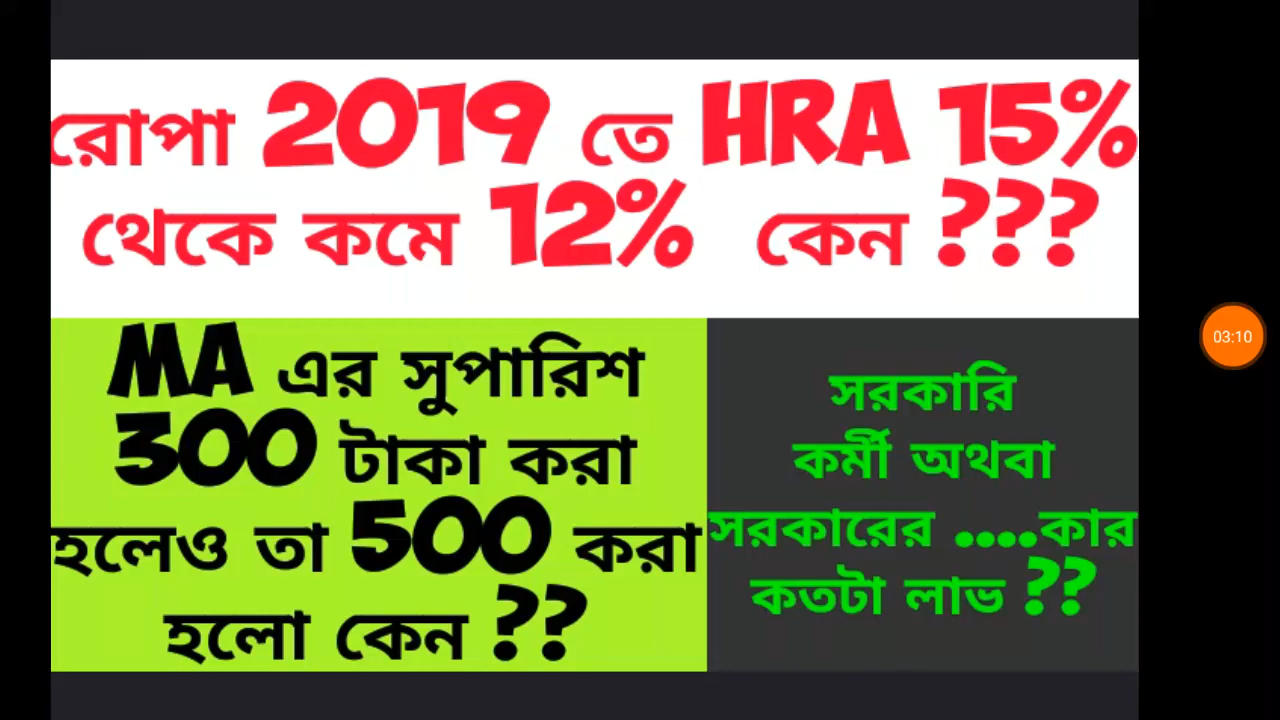 রোপা 2019 তে HRA 15%
থেকে কমে 12% কেন ???
MA এর সুপারিশ
300 টাকা করা
হলেও তা 500 করা
হলো কেন ??
সরকারি
কর্মী অথবা
সরকারের ....কার
কতটা লাভ ??
03:10